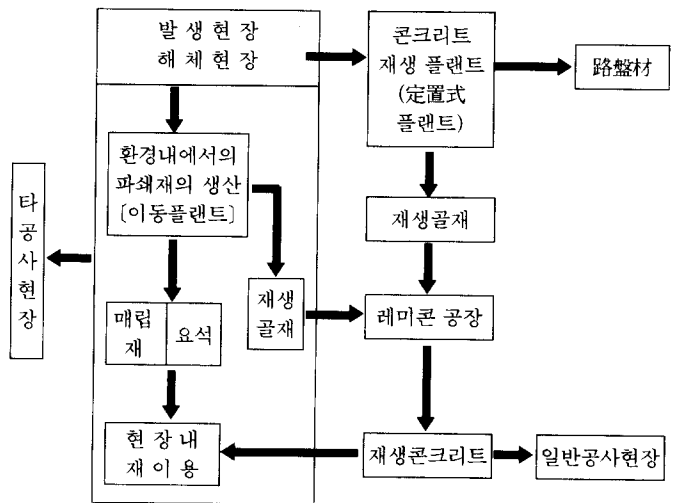 발 생 현 장
해 체 현 장
콘크리트
재생 플랜트
(定置式
플랜트)
路盤材
환경내에서의
파쇄재의 생산
〔이동플랜트〕
타
공
사
현
장
재생골재
재생
골재
레미콘 공장
매립
재
요석
현 장 내
재 이 용
재생콘크리트
일반공사현장